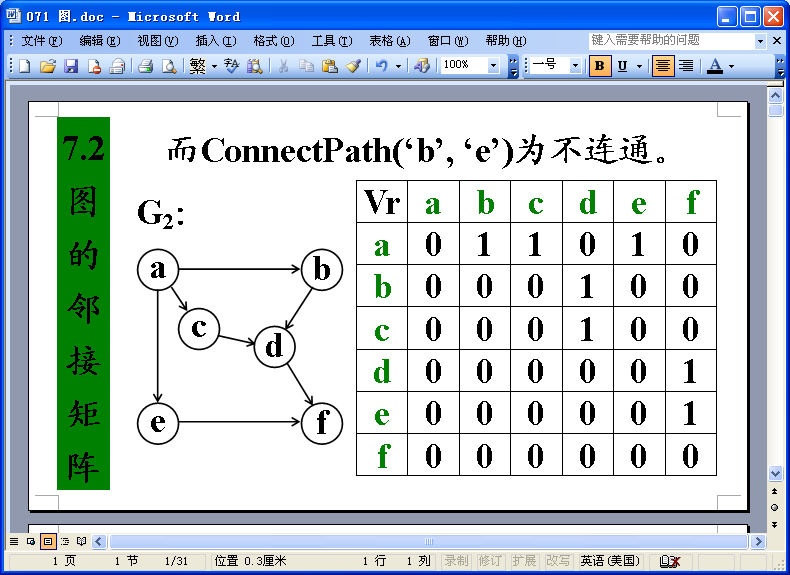 071 图.doc - Microsoft Word
文件(F) 编辑(E) 视图(V) 插入(I) 格式(O) 工具(T) 表格(A) 窗口(W) 帮助(H) 键入需要帮助的问题
繁 100% 一号 B U A
7.2图的邻接矩阵
而ConnectPath(‘b’, ‘e’)为不连通。
G2:
a
b
c
d
e
f
Vr a b c d e f
a 0 1 1 0 1 0
b 0 0 0 1 0 0
c 0 0 0 1 0 0
d 0 0 0 0 0 1
e 0 0 0 0 0 1
f 0 0 0 0 0 0
1 页 1 节 1/31 位置 0.3厘米 1 行 1 列 录制 修订 扩展 改写 英语(美国)